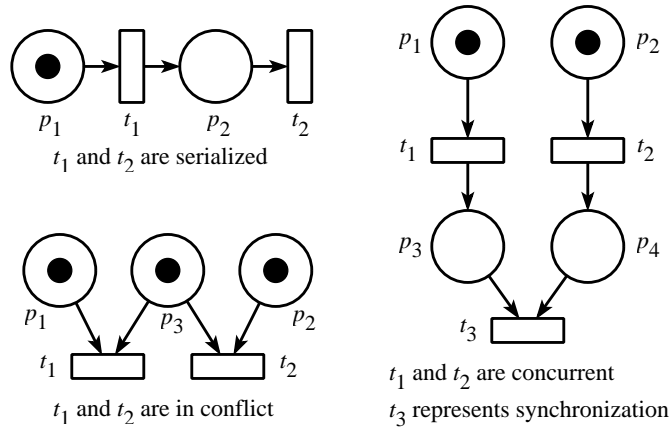 p1 t1 p2 t2
t1 and t2 are serialized
p1 p3 p2
t1 t2
t1 and t2 are in conflict
p1 p2
t1 t2
p3 p4
t3
t1 and t2 are concurrent
t3 represents synchronization